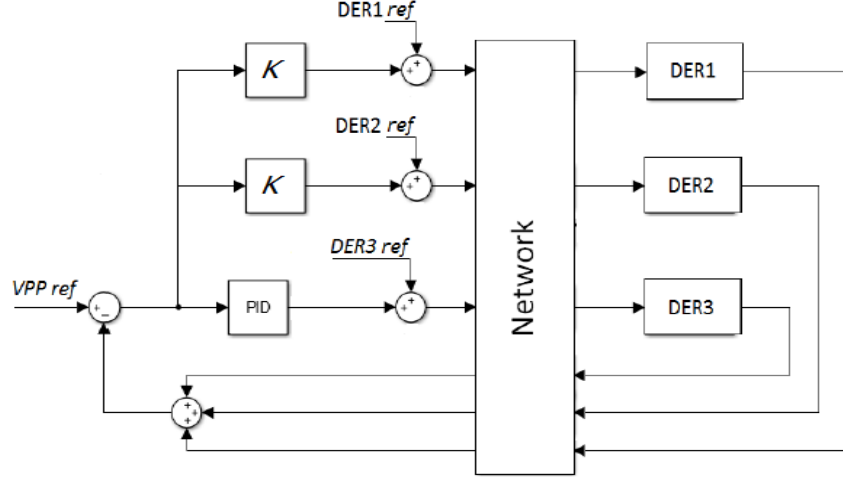 DER1 ref
K
+
+
DER1
DER2 ref
K
+
+
DER2
DER3 ref
VPP ref
+
−
PID
+
+
Network
DER3
+
+
+